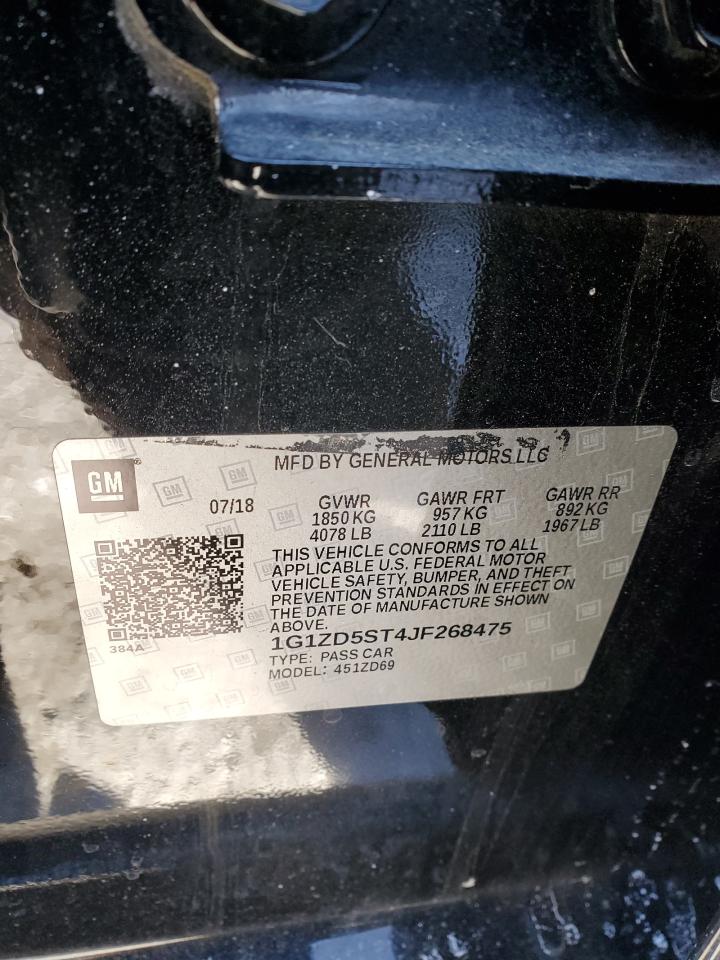 MFD BY GENERAL MOTORS LLC
GM
07/18
GVWR
1850 KG
4078 LB
GAWR FRT
957 KG
2110 LB
GAWR RR
892 KG
1967 LB
THIS VEHICLE CONFORMS TO ALL
APPLICABLE U.S. FEDERAL MOTOR
VEHICLE SAFETY, BUMPER, AND THEFT
PREVENTION STANDARDS IN EFFECT ON
THE DATE OF MANUFACTURE SHOWN
ABOVE.
384A
1G1ZD5ST4JF268475
TYPE: PASS CAR
MODEL: 451ZD69